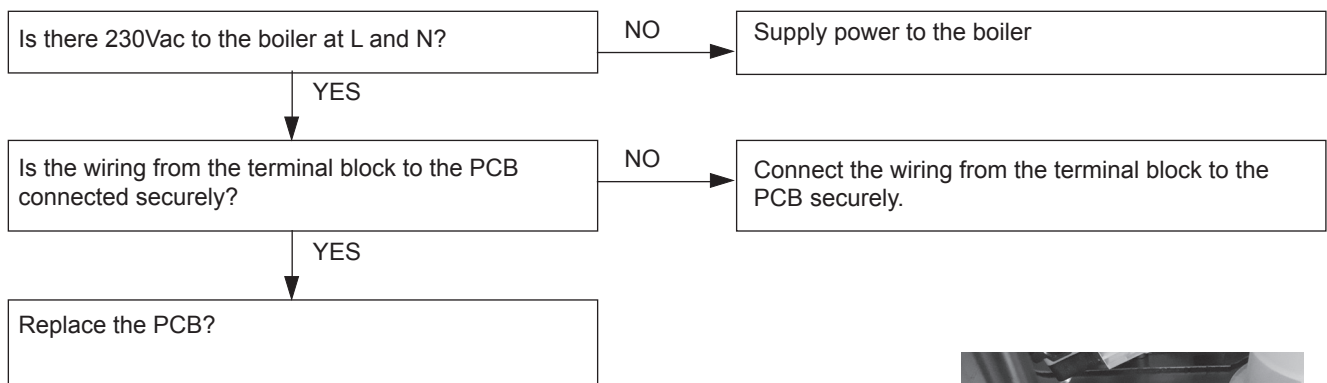 Is there 230Vac to the boiler at L and N?
NO
Supply power to the boiler
YES
Is the wiring from the terminal block to the PCB
connected securely?
NO
Connect the wiring from the terminal block to the
PCB securely.
YES
Replace the PCB?